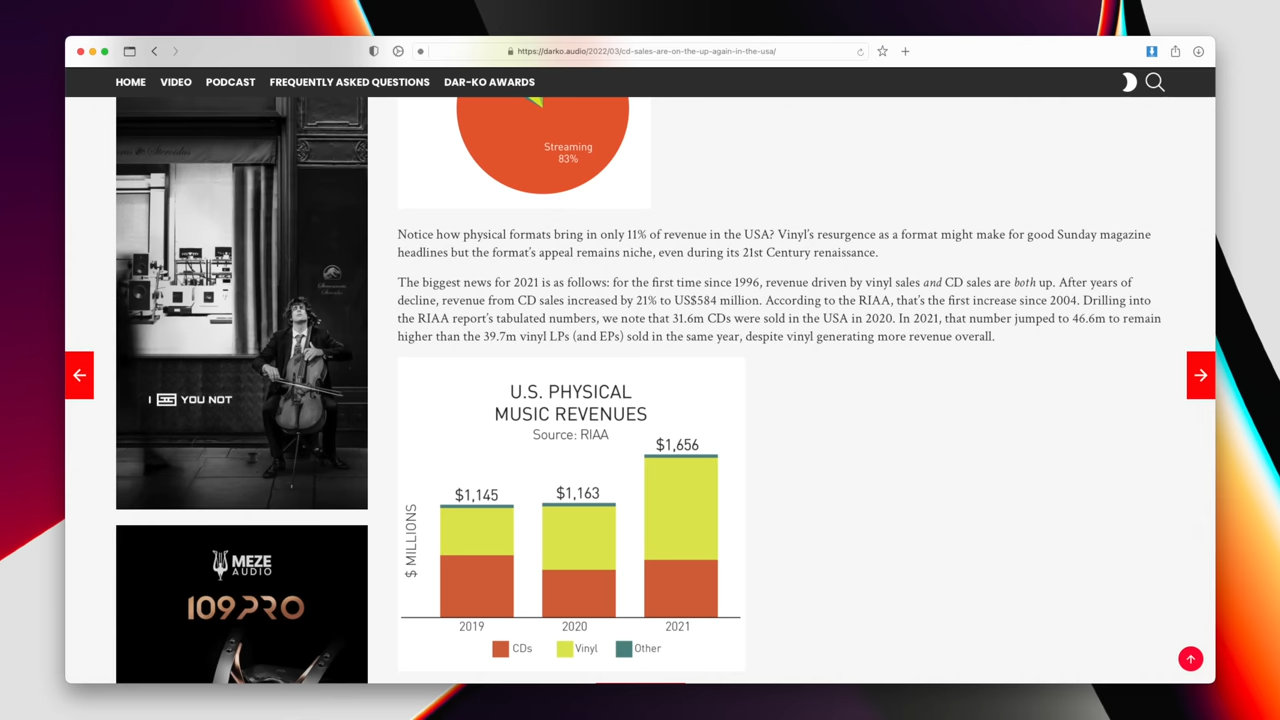 https://darko.audio/2022/03/cd-sales-are-on-the-up-again-in-the-usa/
HOME VIDEO PODCAST FREQUENTLY ASKED QUESTIONS DAR-KO AWARDS
Streaming
83%
Notice how physical formats bring in only 11% of revenue in the USA? Vinyl's resurgence as a format might make for good Sunday magazine
headlines but the format's appeal remains niche, even during its 21st Century renaissance.
The biggest news for 2021 is as follows: for the first time since 1996, revenue driven by vinyl sales and CD sales are both up. After years of
decline, revenue from CD sales increased by 21% to US$584 million. According to the RIAA, that's the first increase since 2004. Drilling into
the RIAA report's tabulated numbers, we note that 31.6m CDs were sold in the USA in 2020. In 2021, that number jumped to 46.6m to remain
higher than the 39.7m vinyl LPs (and EPs) sold in the same year, despite vinyl generating more revenue overall.
I YOU NOT
MEZE
AUDIO
109 PRO
U.S. PHYSICAL
MUSIC REVENUES
Source: RIAA
$1,656
$1,145
$1,163
$ MILLIONS
2019
2020
2021
CDs
Vinyl
Other